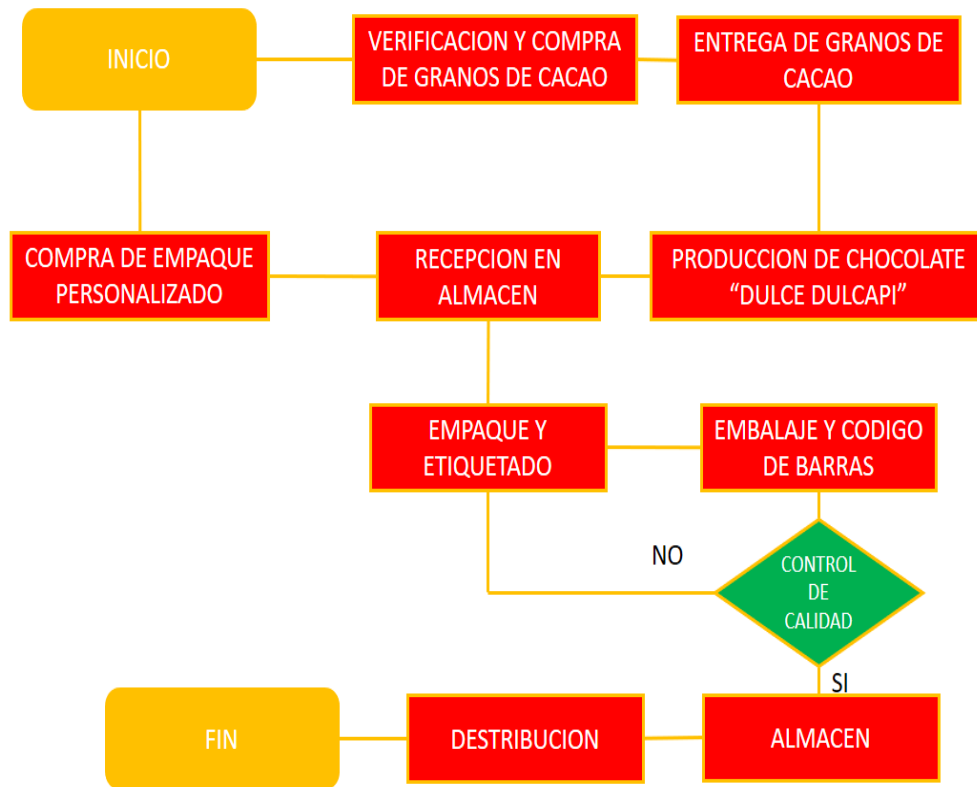 INICIO
VERIFICACION Y COMPRA
DE GRANOS DE CACAO
ENTREGA DE GRANOS DE
CACAO
COMPRA DE EMPAQUE
PERSONALIZADO
RECEPCION EN
ALMACEN
PRODUCCION DE CHOCOLATE
“DULCE DULCAPI”
EMPAQUE Y
ETIQUETADO
EMBALAJE Y CODIGO
DE BARRAS
NO
CONTROL
DE
CALIDAD
SI
FIN
DESTRIBUCION
ALMACEN